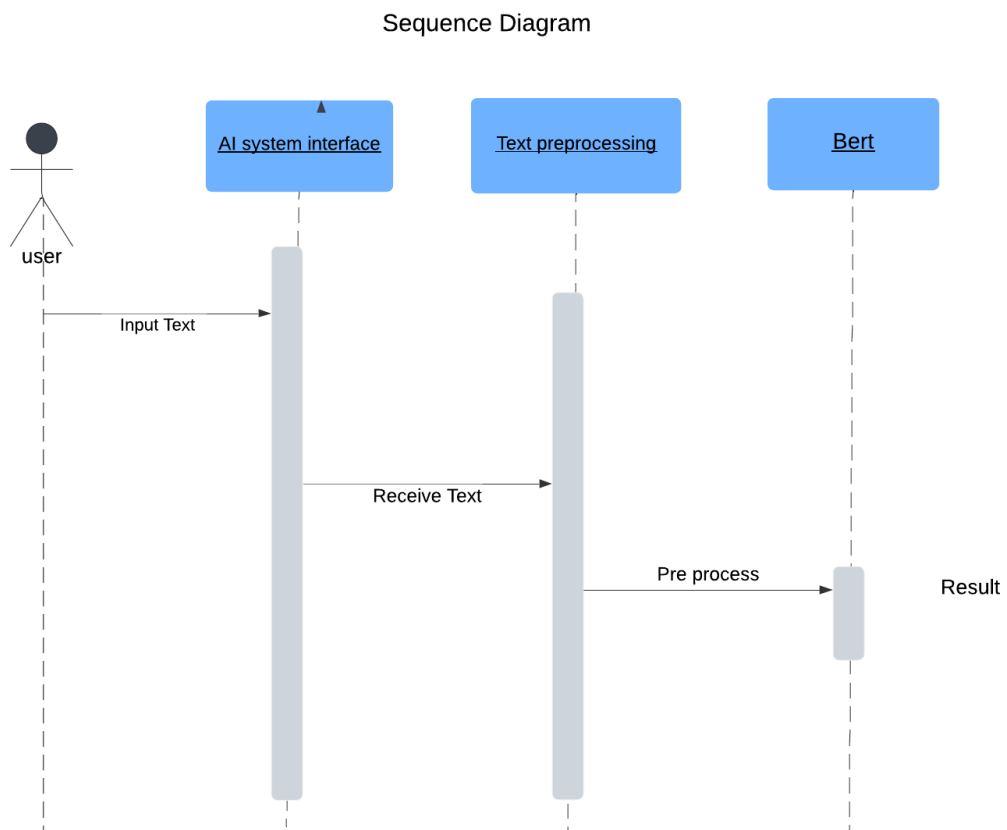 Sequence Diagram
AI system interface
Text preprocessing
Bert
user
Input Text
Receive Text
Pre process
Result